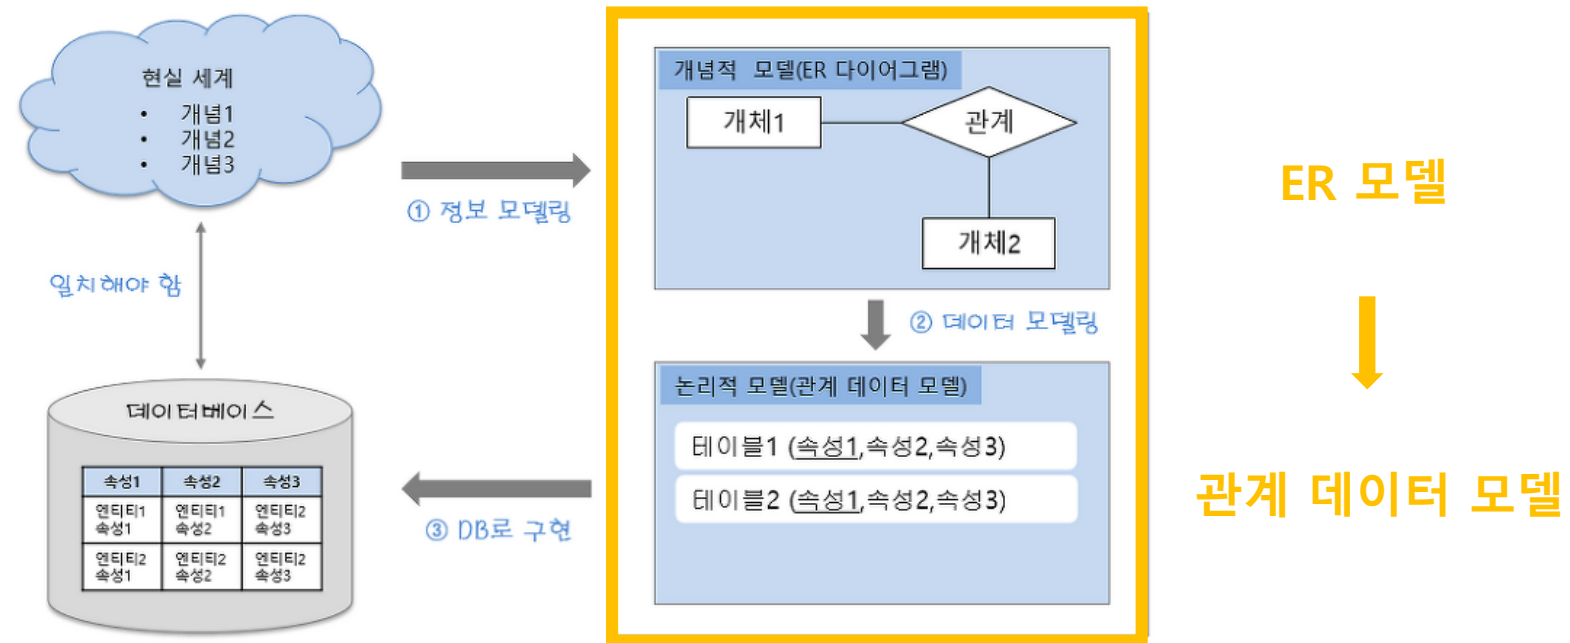 현실 세계
• 개념1
• 개념2
• 개념3
① 정보 모델링
일치해야 함
개념적 모델(ER 다이어그램)
개체1
관계
개체2
② 데이터 모델링
논리적 모델(관계 데이터 모델)
테이블1 (속성1,속성2,속성3)
테이블2 (속성1,속성2,속성3)
③ DB로 구현
데이터베이스
속성1 속성2 속성3
엔티티1 엔티티1 엔티티2
속성1 속성2 속성3
엔티티2 엔티티2 엔티티2
속성1 속성2 속성3
ER 모델
관계 데이터 모델